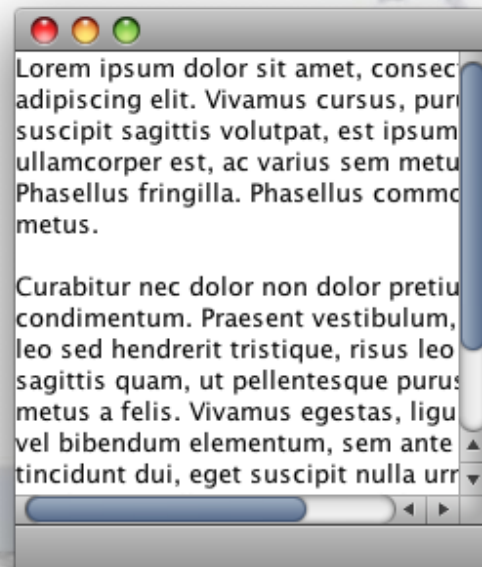 Lorem ipsum dolor sit amet, consec
adipiscing elit. Vivamus cursus, puru
suscipit sagittis volutpat, est ipsum
ullamcorper est, ac varius sem metu
Phasellus fringilla. Phasellus commo
metus.
Curabitur nec dolor non dolor pretiu
condimentum. Praesent vestibulum,
leo sed hendrerit tristique, risus leo
sagittis quam, ut pellentesque purus
metus a felis. Vivamus egestas, ligu
vel bibendum elementum, sem ante
tincidunt dui, eget suscipit nulla urr